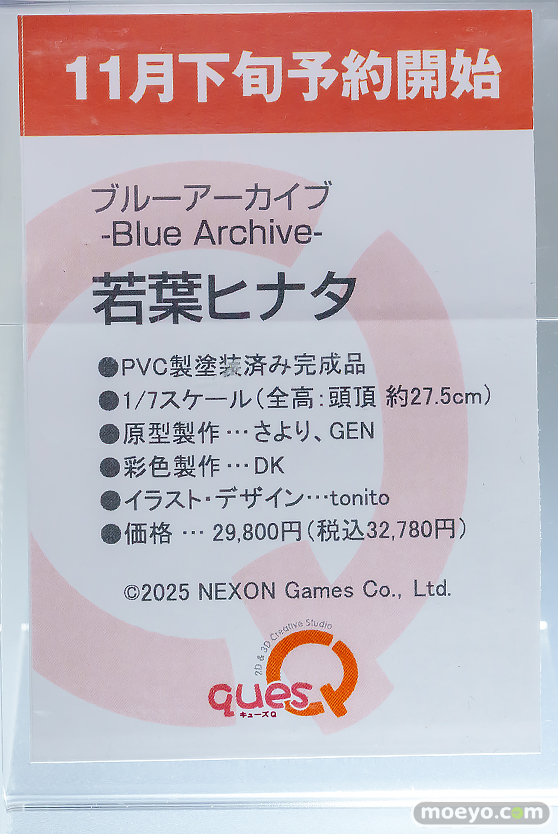 11月下旬予約開始
ブルーアーカイブ
-Blue Archive-
若葉ヒナタ
●PVC製塗装済み完成品
●1/7スケール(全高:頭頂 約27.5cm)
●原型製作…さより、GEN
●彩色製作…DK
●イラスト・デザイン…tonito
●価格 … 29,800円(税込32,780円)
©2025 NEXON Games Co., Ltd.
2D & 3D Creative Studio
quesQ
キューズQ
moeyo.com